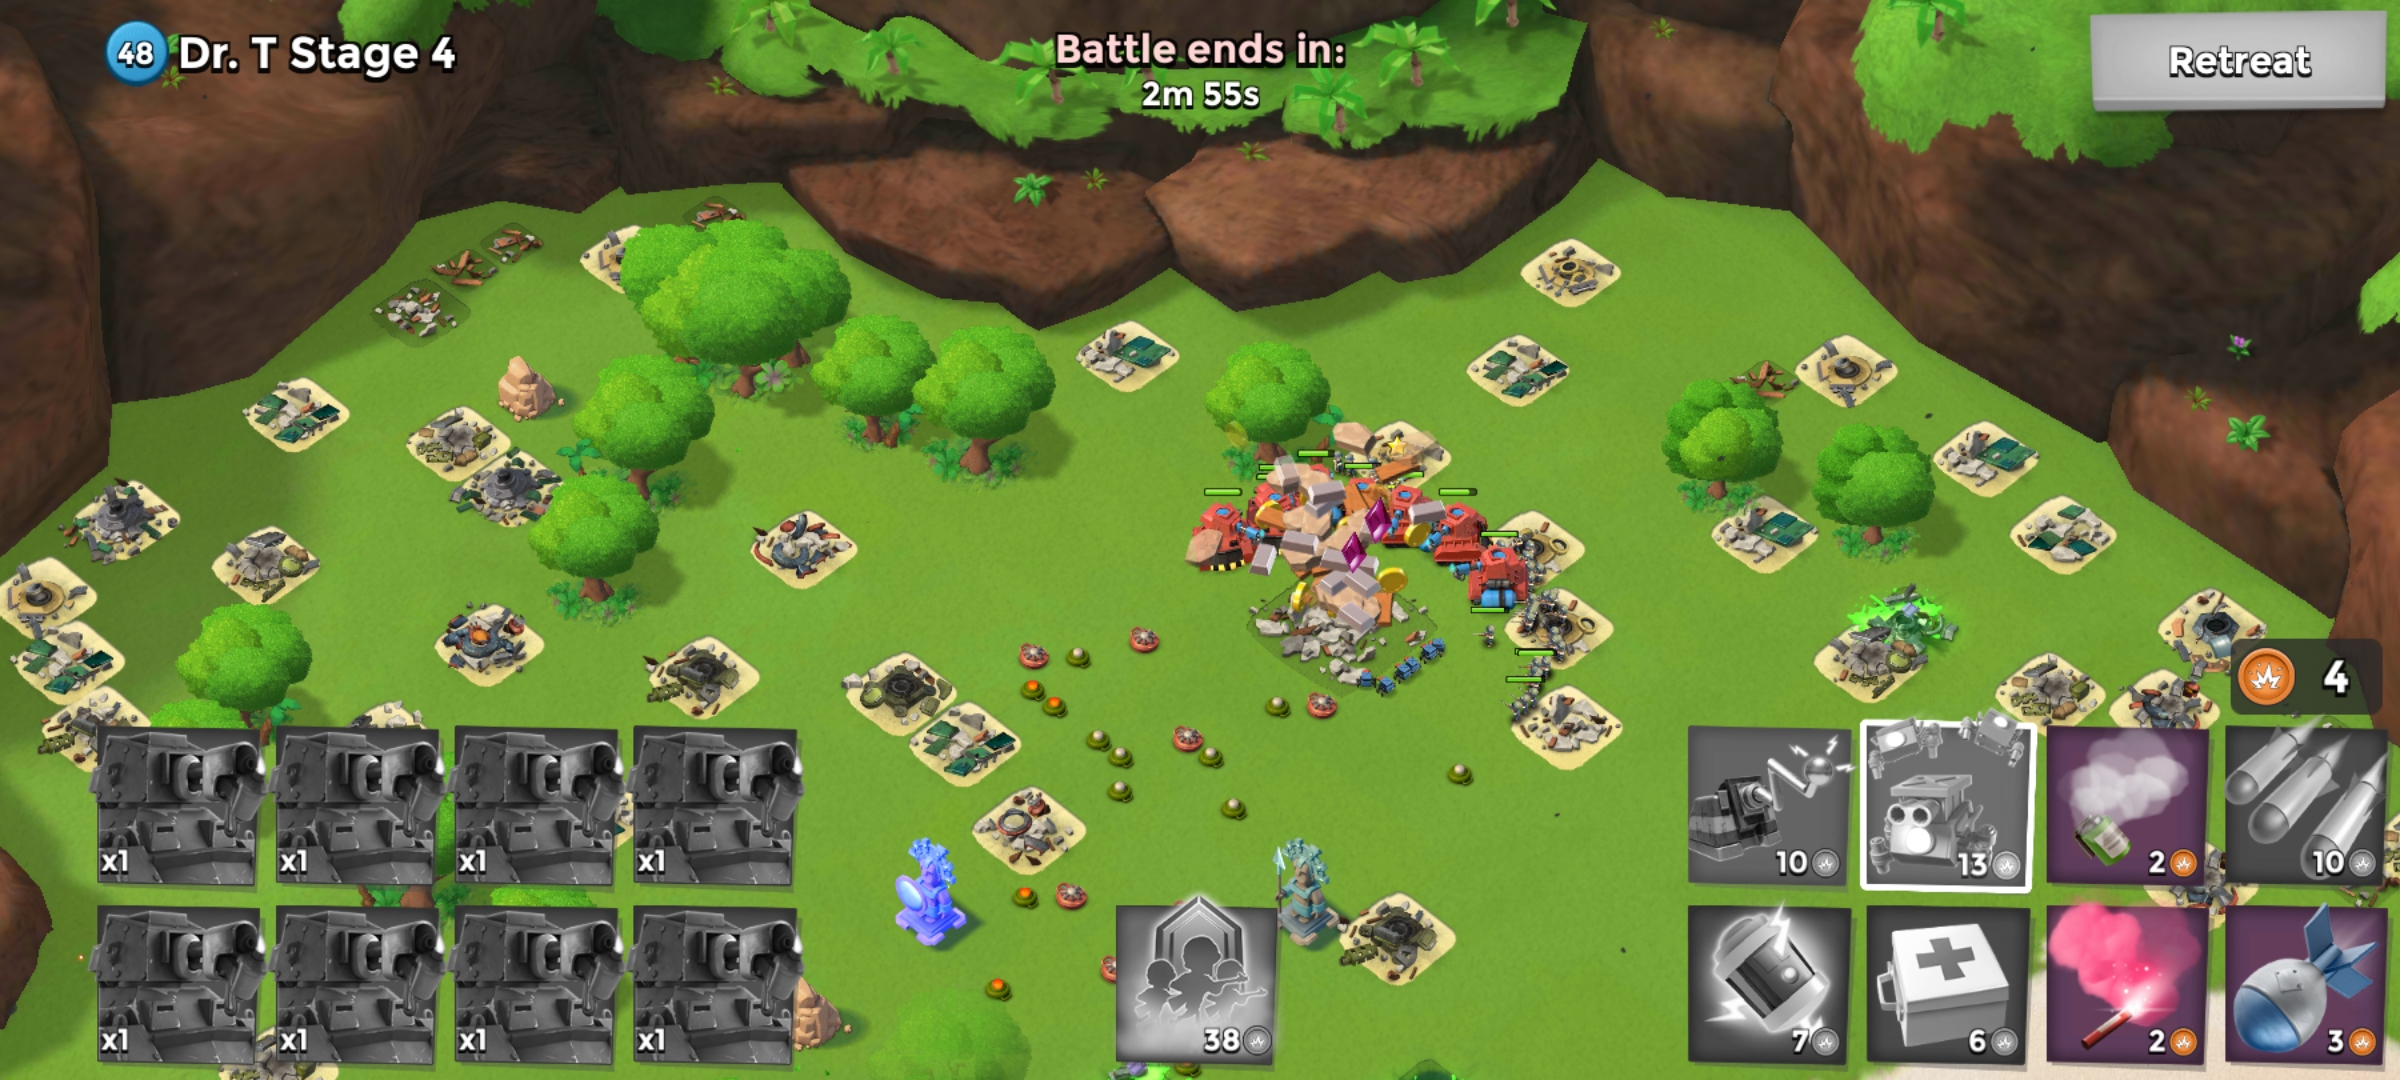 48 Dr. T Stage 4
Battle ends in:
2m 55s
Retreat
4
x1 x1 x1 x1
10 13 2 10
x1 x1 x1 x1
38
7 6 2 3